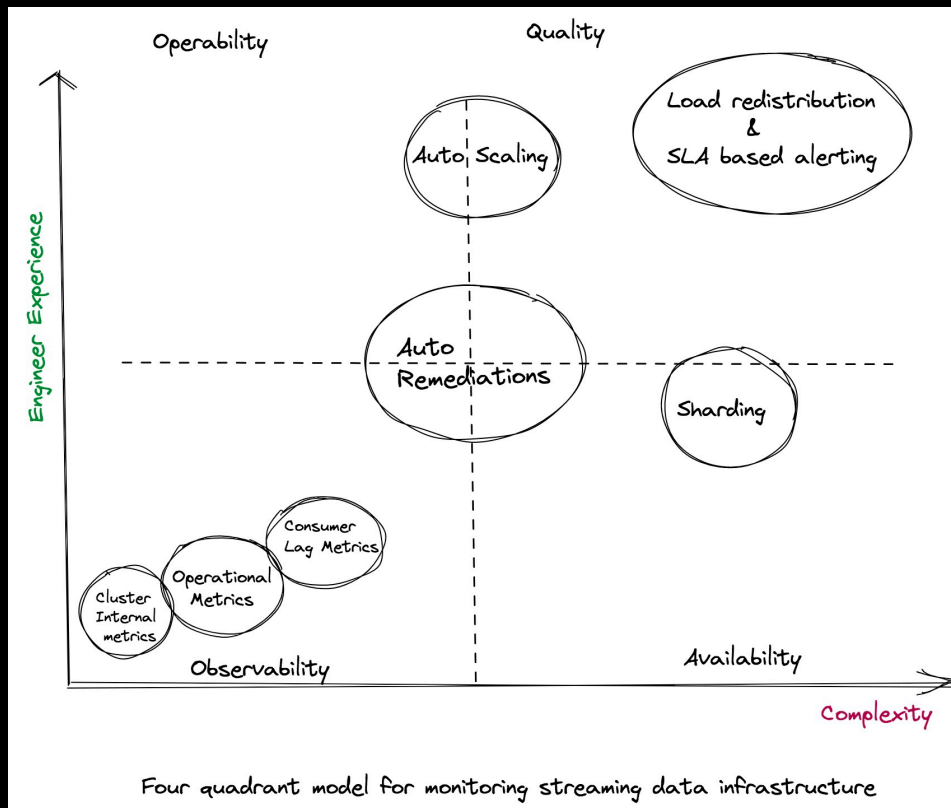 Operability
Quality
Load redistribution
&
SLA based alerting
Auto Scaling
Engineer Experience
Auto
Remediations
Sharding
Consumer
Lag Metrics
Operational
Metrics
Cluster
Internal
metrics
Observability
Availability
Complexity
Four quadrant model for monitoring streaming data infrastructure